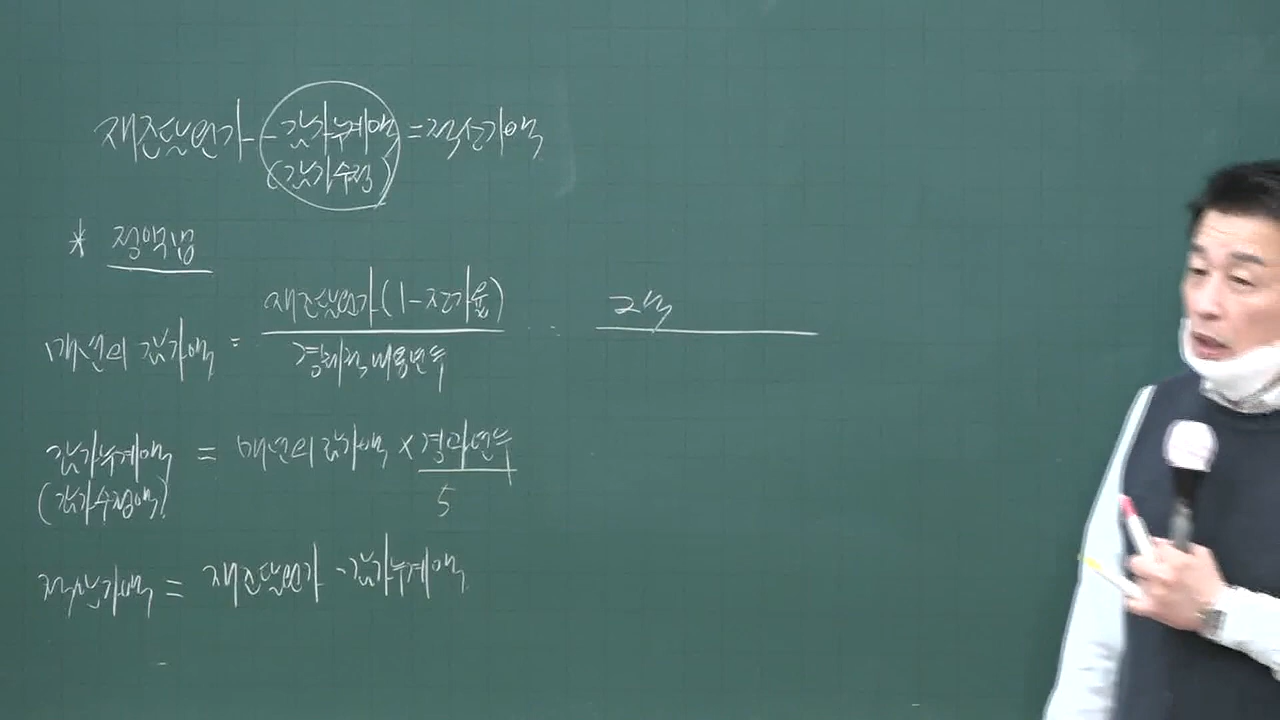 재조달원가 - 감가누계액 = 적산가액
(감가수정)
* 정액법
매년의 감가액 = 재조달원가(1-잔가율) = 2억
경제적 내용연수
감가누계액 = 매년의 감가액 × 경과연수
(감가수정액) 5
적산가액 = 재조달원가 - 감가누계액